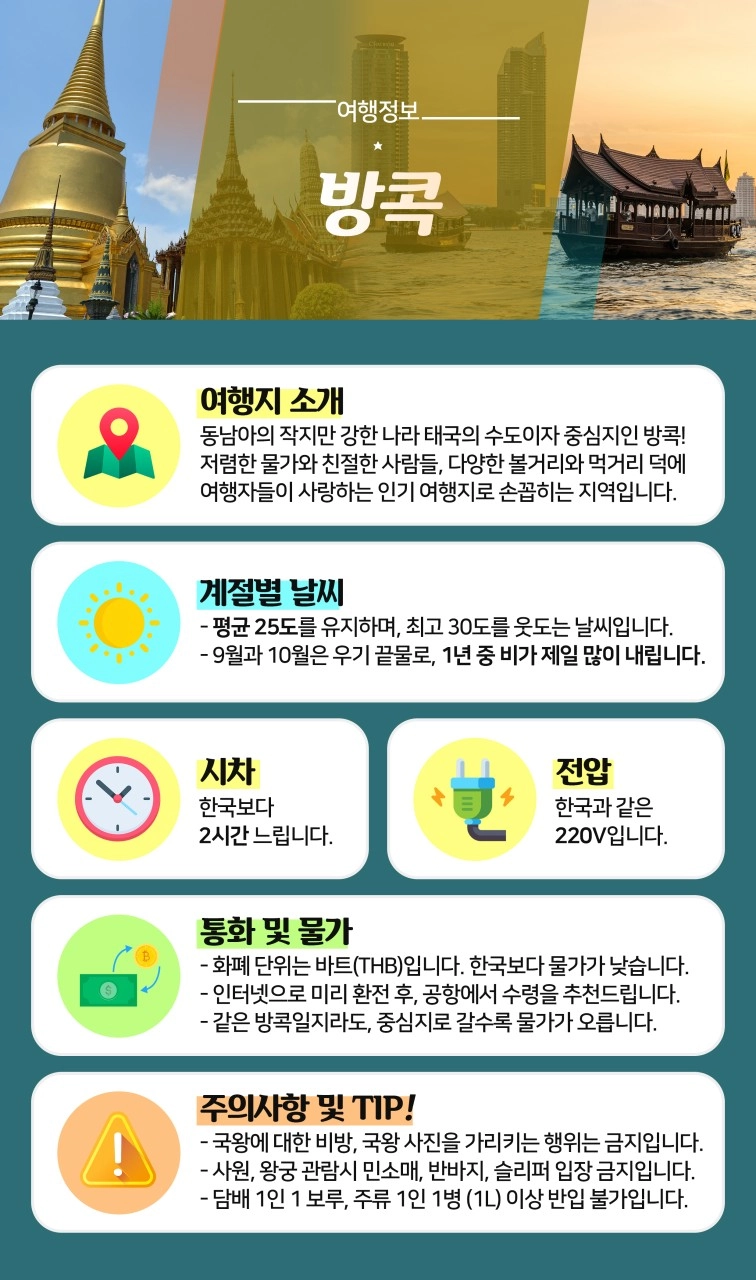 여행정보
방콕
여행지 소개
동남아의 작지만 강한 나라 태국의 수도이자 중심지인 방콕!
저렴한 물가와 친절한 사람들, 다양한 볼거리와 먹거리 덕에
여행자들이 사랑하는 인기 여행지로 손꼽히는 지역입니다.
계절별 날씨
- 평균 25도를 유지하며, 최고 30도를 웃도는 날씨입니다.
- 9월과 10월은 우기 끝물로, 1년 중 비가 제일 많이 내립니다.
시차
한국보다
2시간 느립니다.
전압
한국과 같은
220V입니다.
통화 및 물가
- 화폐 단위는 바트(THB)입니다. 한국보다 물가가 낮습니다.
- 인터넷으로 미리 환전 후, 공항에서 수령을 추천드립니다.
- 같은 방콕일지라도, 중심지로 갈수록 물가가 오릅니다.
주의사항 및 TIP!
- 국왕에 대한 비방, 국왕 사진을 가리키는 행위는 금지입니다.
- 사원, 왕궁 관람시 민소매, 반바지, 슬리퍼 입장 금지입니다.
- 담배 1인 1 보루, 주류 1인 1병 (1L) 이상 반입 불가입니다.